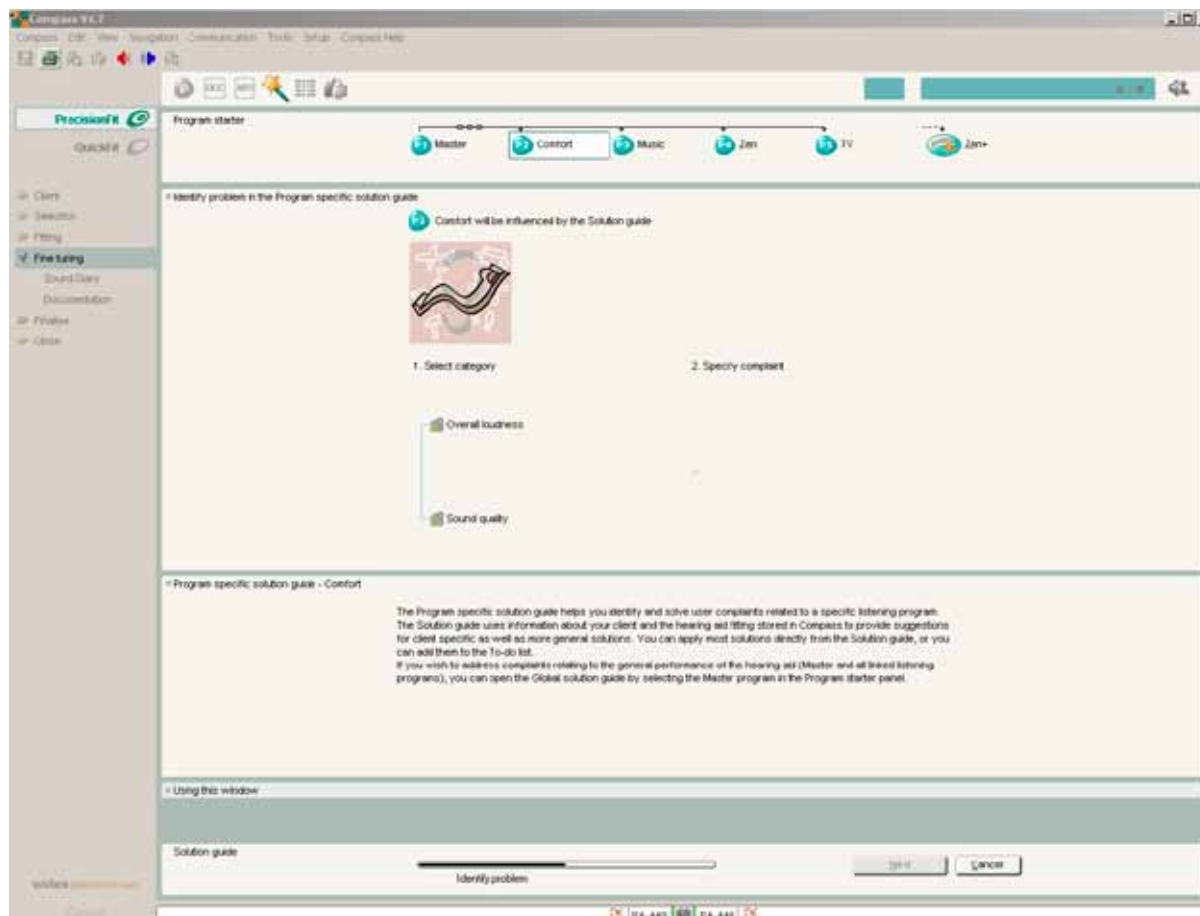 Compass V4.7
Compass Edit View Navigation Communication Tools Setup Compass Help
PrecisionFit
QuickFit
Program starter
Master
P2 Comfort
Music
Zen
TV
Zen+
Client
Selection
Fitting
Fine tuning
Sound Diary
Documentation
Finalise
Close
Identify problem in the Program specific solution guide
Comfort will be influenced by the Solution guide
1. Select category
2. Specify complaint
Overall loudness
Sound quality
Program specific solution guide - Comfort
The Program specific solution guide helps you identify and solve user complaints related to a specific listening program.
The Solution guide uses information about your client and the hearing aid fitting stored in Compass to provide suggestions
for client specific as well as more general solutions. You can apply most solutions directly from the Solution guide, or you
can add them to the To-do list.
If you wish to address complaints relating to the general performance of the hearing aid (Master and all linked listening
programs), you can open the Global solution guide by selecting the Master program in the Program starter panel.
Using this window
Solution guide
Identify problem
Cancel
widex